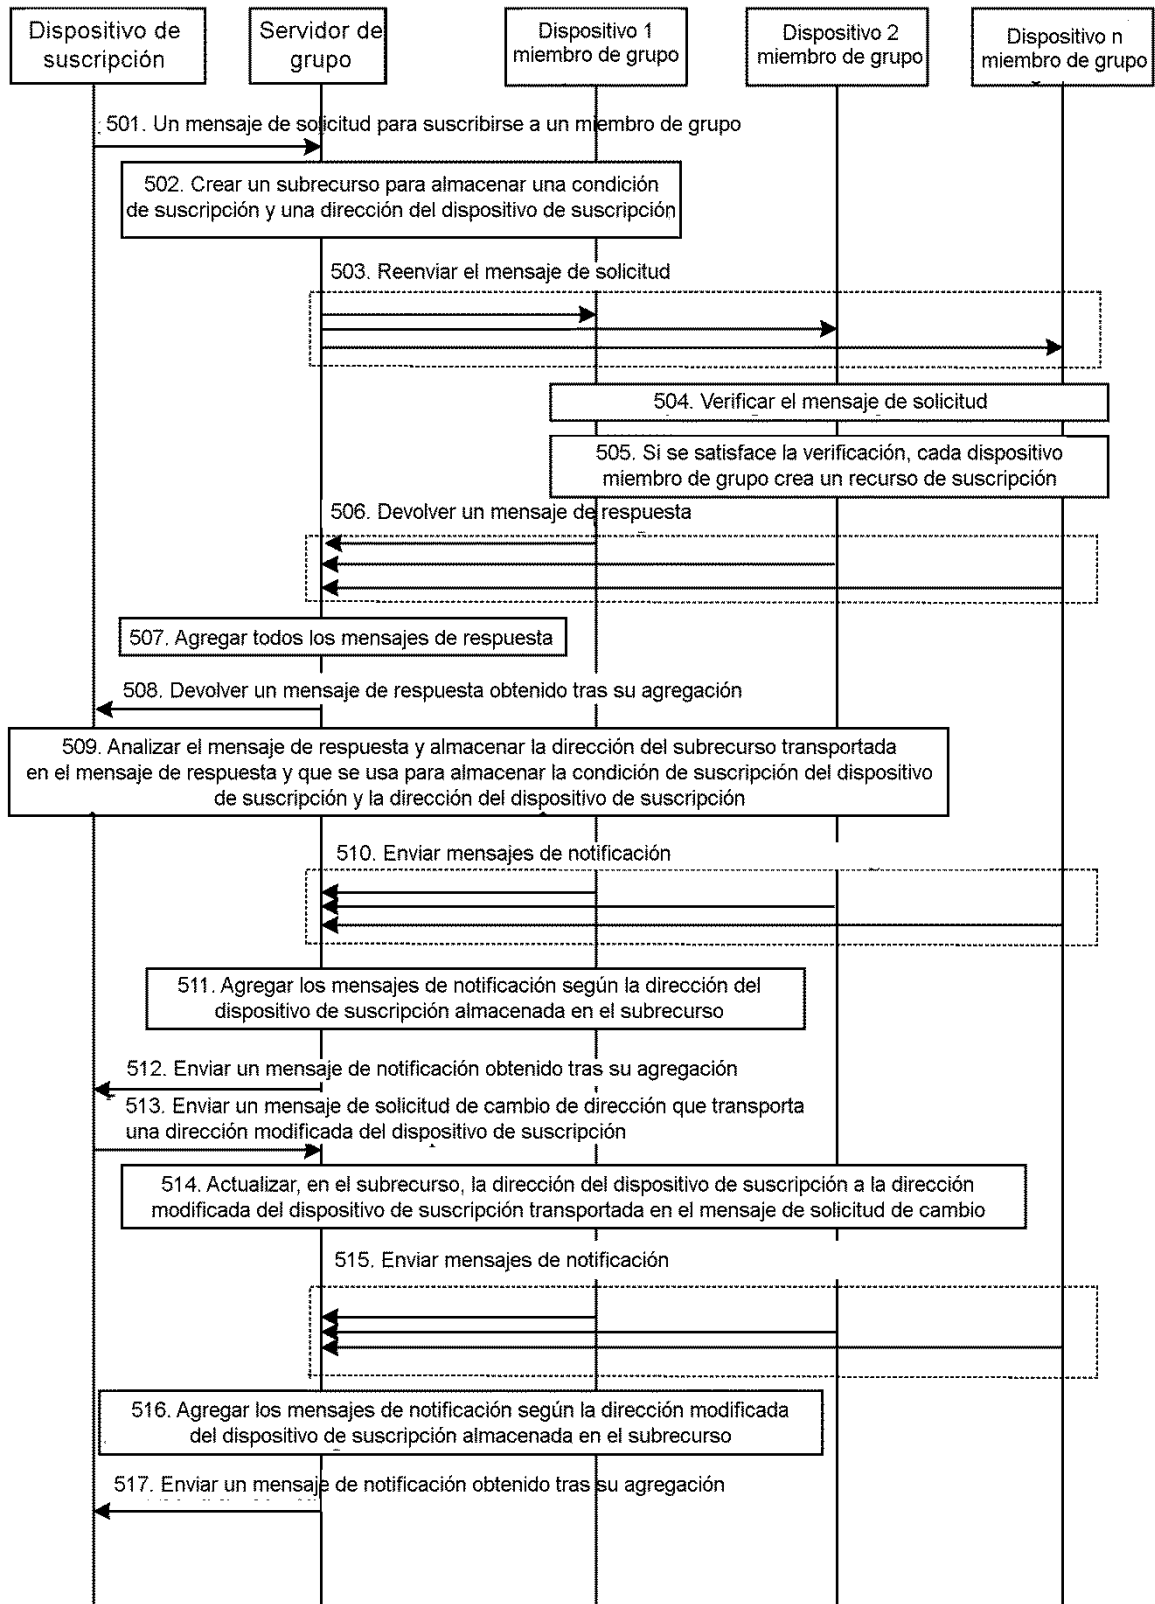 Dispositivo de
suscripción
Servidor de
grupo
Dispositivo 1
miembro de grupo
Dispositivo 2
miembro de grupo
Dispositivo n
miembro de grupo
501. Un mensaje de solicitud para suscribirse a un miembro de grupo
502. Crear un subrecurso para almacenar una condición
de suscripción y una dirección del dispositivo de suscripción
503. Reenviar el mensaje de solicitud
504. Verificar el mensaje de solicitud
505. Si se satisface la verificación, cada dispositivo
miembro de grupo crea un recurso de suscripción
506. Devolver un mensaje de respuesta
507. Agregar todos los mensajes de respuesta
508. Devolver un mensaje de respuesta obtenido tras su agregación
509. Analizar el mensaje de respuesta y almacenar la dirección del subrecurso transportada
en el mensaje de respuesta y que se usa para almacenar la condición de suscripción del dispositivo
de suscripción y la dirección del dispositivo de suscripción
510. Enviar mensajes de notificación
511. Agregar los mensajes de notificación según la dirección del
dispositivo de suscripción almacenada en el subrecurso
512. Enviar un mensaje de notificación obtenido tras su agregación
513. Enviar un mensaje de solicitud de cambio de dirección que transporta
una dirección modificada del dispositivo de suscripción
514. Actualizar, en el subrecurso, la dirección del dispositivo de suscripción a la dirección
modificada del dispositivo de suscripción transportada en el mensaje de solicitud de cambio
515. Enviar mensajes de notificación
516. Agregar los mensajes de notificación según la dirección modificada
del dispositivo de suscripción almacenada en el subrecurso
517. Enviar un mensaje de notificación obtenido tras su agregación